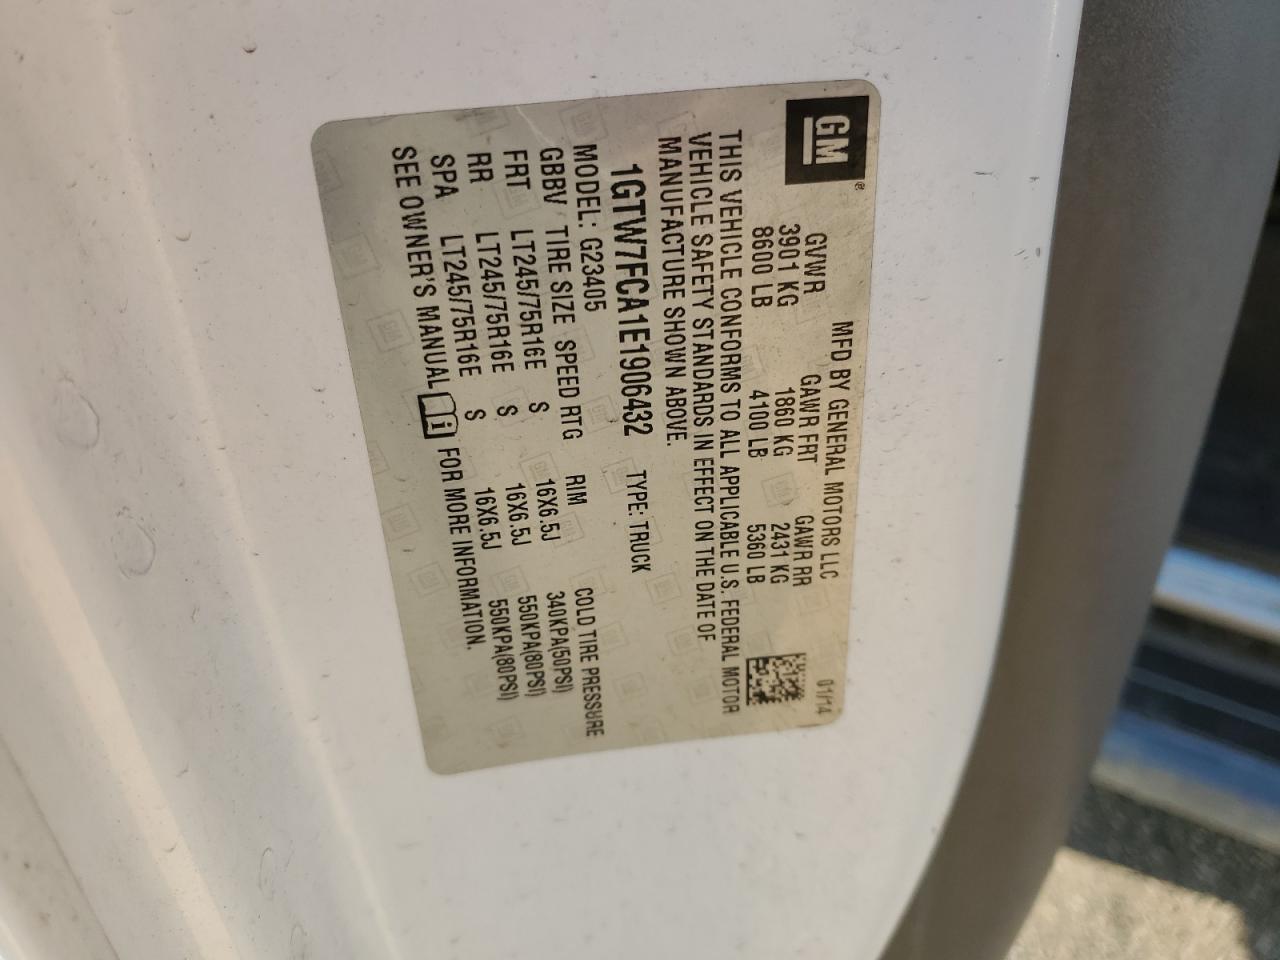 GM®
MFD BY GENERAL MOTORS LLC 01/14
GVWR GAWR FRT GAWR RR
3901 KG 1860 KG 2431 KG
8600 LB 4100 LB 5360 LB
THIS VEHICLE CONFORMS TO ALL APPLICABLE U.S. FEDERAL MOTOR
VEHICLE SAFETY STANDARDS IN EFFECT ON THE DATE OF
MANUFACTURE SHOWN ABOVE.
1GTW7FCA1E1906432 TYPE: TRUCK
MODEL: G23405
GBBV TIRE SIZE SPEED RTG RIM COLD TIRE PRESSURE
FRT LT245/75R16E S 16X6.5J 340KPA(50PSI)
RR LT245/75R16E S 16X6.5J 550KPA(80PSI)
SPA LT245/75R16E S 16X6.5J 550KPA(80PSI)
SEE OWNER'S MANUAL i FOR MORE INFORMATION.